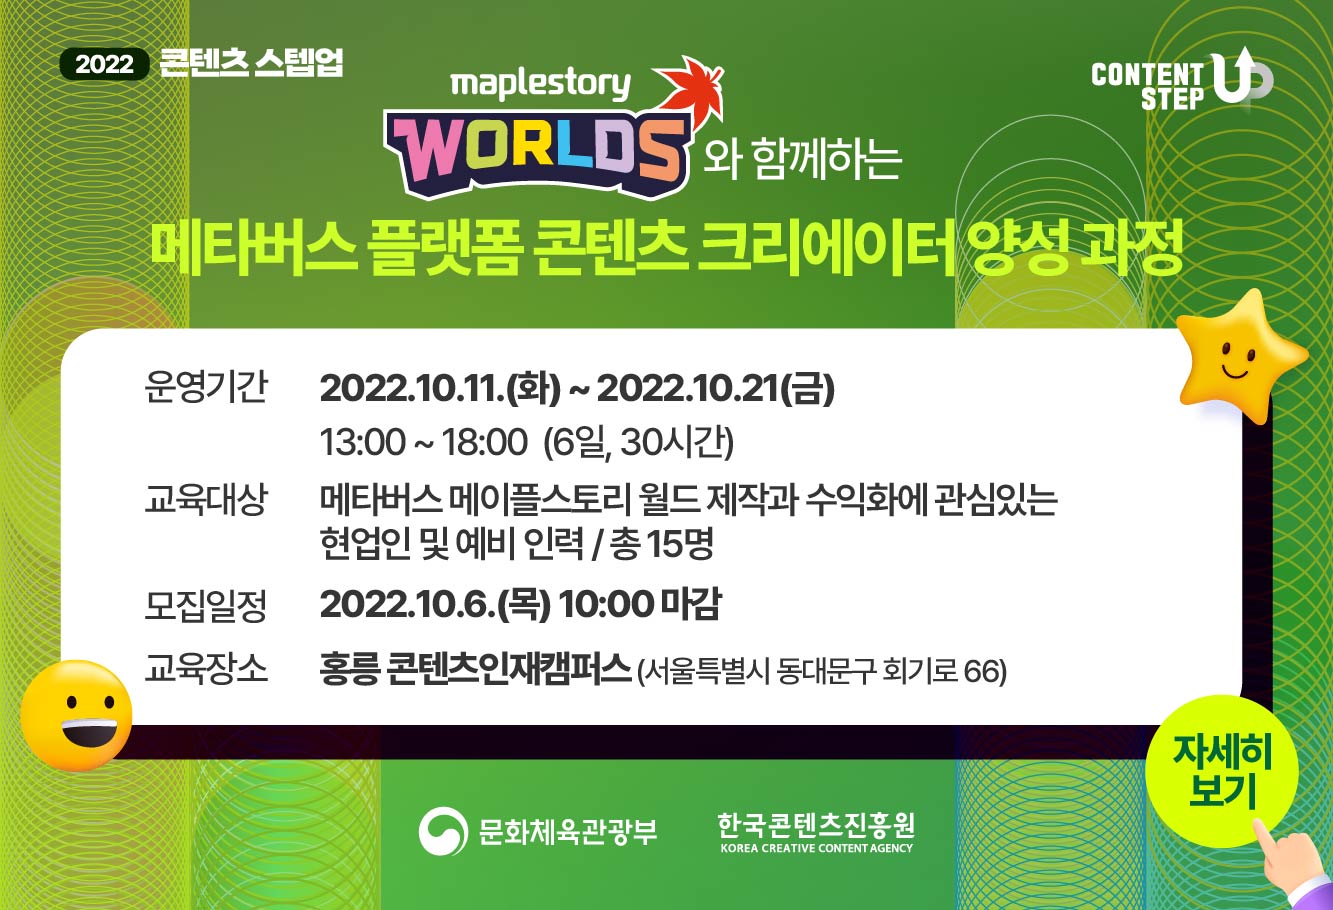 2022 콘텐츠 스텝업
CONTENT
STEP UP
maplestory
WORLDS와 함께하는
메타버스 플랫폼 콘텐츠 크리에이터 양성 과정
운영기간 2022.10.11.(화) ~ 2022.10.21(금)
13:00 ~ 18:00 (6일, 30시간)
교육대상 메타버스 메이플스토리 월드 제작과 수익화에 관심있는
현업인 및 예비 인력 / 총 15명
모집일정 2022.10.6.(목) 10:00 마감
교육장소 홍릉 콘텐츠인재캠퍼스 (서울특별시 동대문구 회기로 66)
자세히
보기
문화체육관광부
한국콘텐츠진흥원
KOREA CREATIVE CONTENT AGENCY